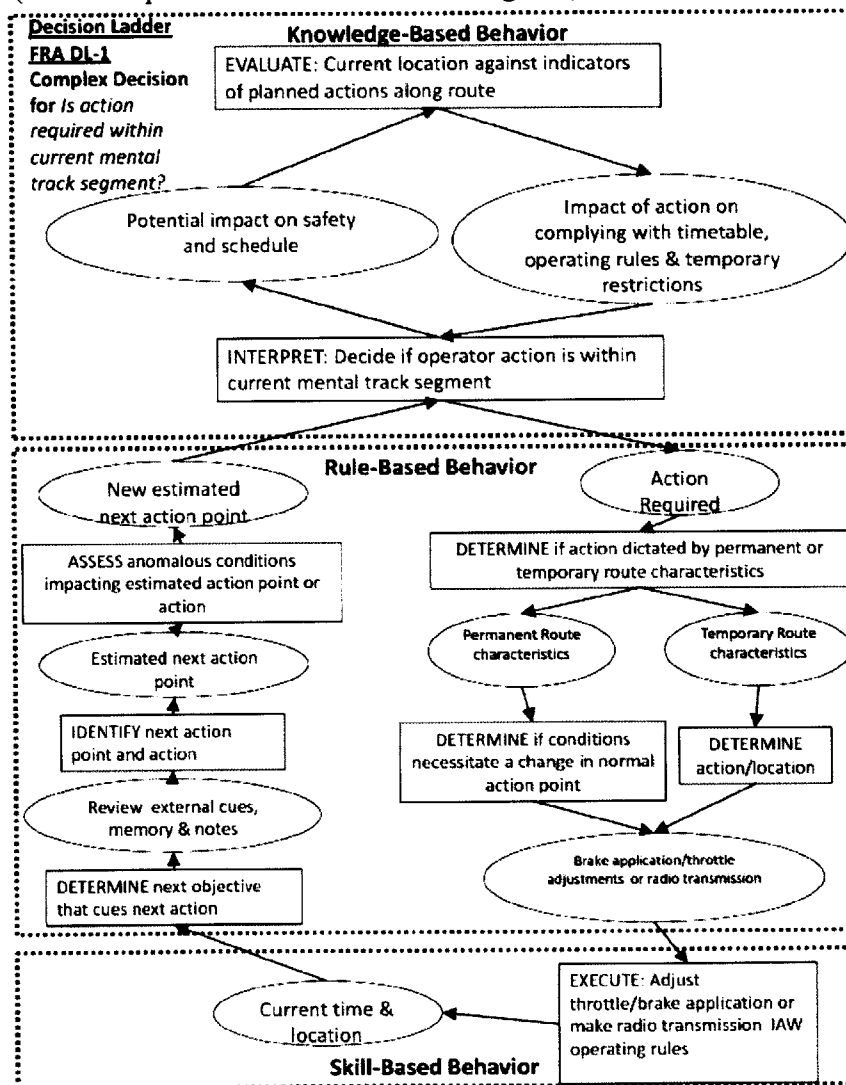 Decision Ladder
FRA DL-1
Complex Decision
for Is action
required within
current mental
track segment?
Knowledge-Based Behavior
EVALUATE: Current location against indicators
of planned actions along route
Potential impact on safety
and schedule
Impact of action on
complying with timetable,
operating rules & temporary
restrictions
INTERPRET: Decide if operator action is within
current mental track segment
Rule-Based Behavior
New estimated
next action point
Action
Required
ASSESS anomalous conditions
impacting estimated action point or
action
DETERMINE if action dictated by permanent or
temporary route characteristics
Estimated next action
point
Permanent Route
characteristics
Temporary Route
characteristics
IDENTIFY next action
point and action
DETERMINE if conditions
necessitate a change in normal
action point
DETERMINE
action/location
Review external cues,
memory & notes
Brake application/throttle
adjustments or radio transmission
DETERMINE next objective
that cues next action
Current time &
location
EXECUTE: Adjust
throttle/brake application or
make radio transmission IAW
operating rules
Skill-Based Behavior